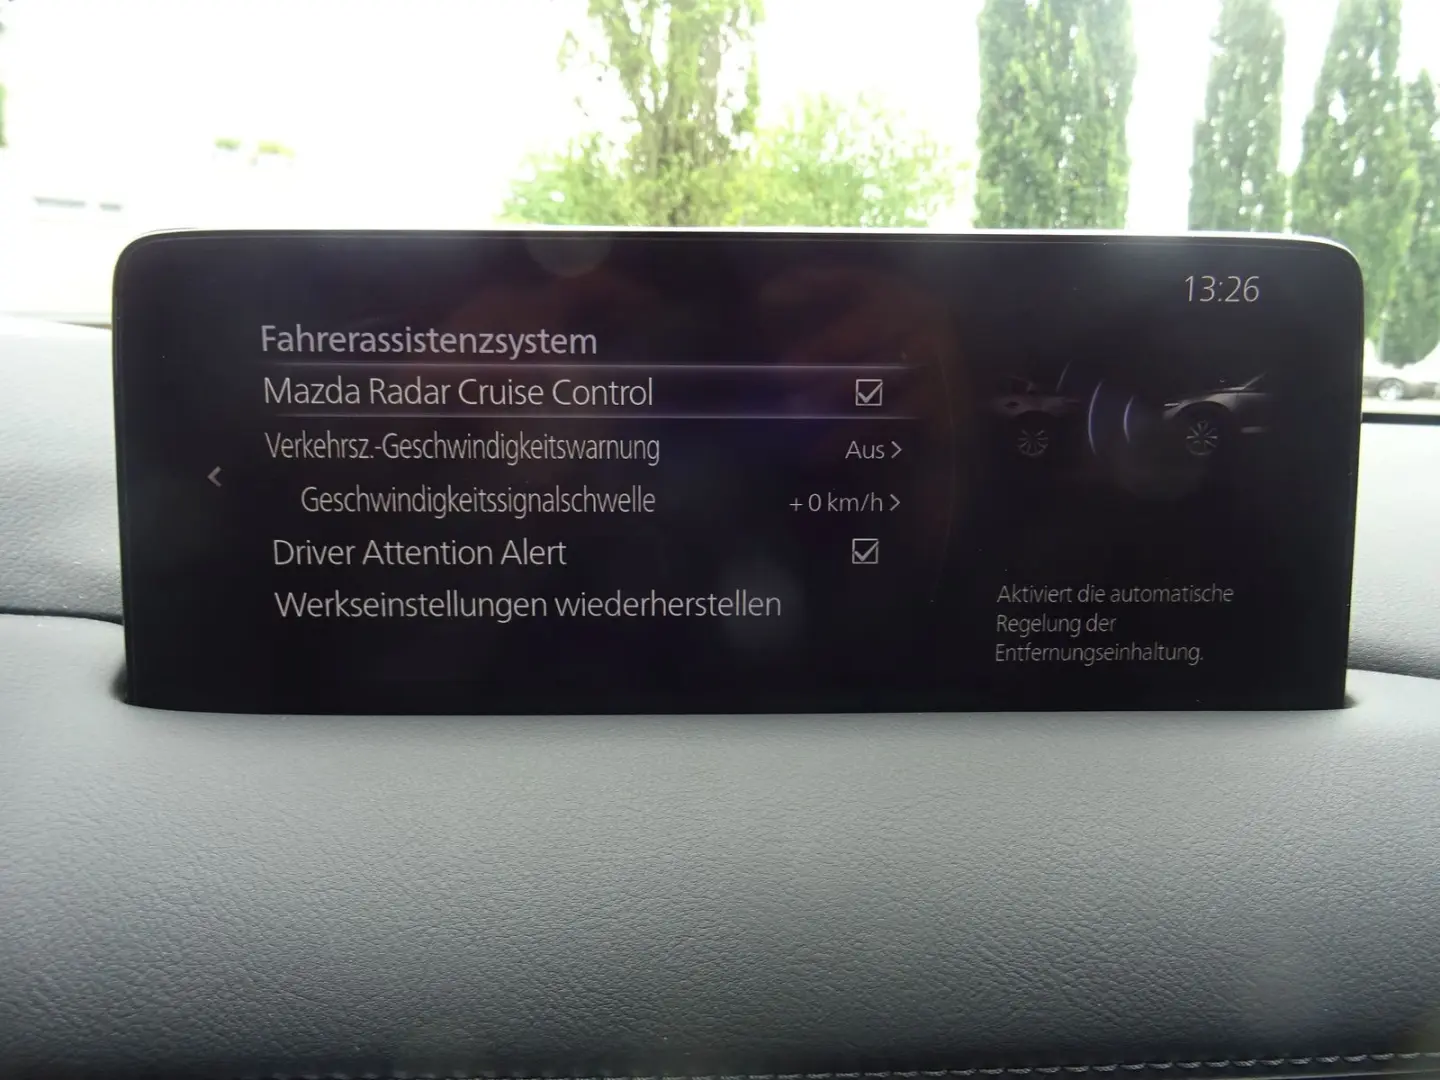 13:26
Fahrerassistenzsystem
Mazda Radar Cruise Control
Verkehrsz.-Geschwindigkeitswarnung Aus >
Geschwindigkeitssignalschwelle + 0 km/h >
Driver Attention Alert
Werkseinstellungen wiederherstellen
Aktiviert die automatische
Regelung der
Entfernungseinhaltung.